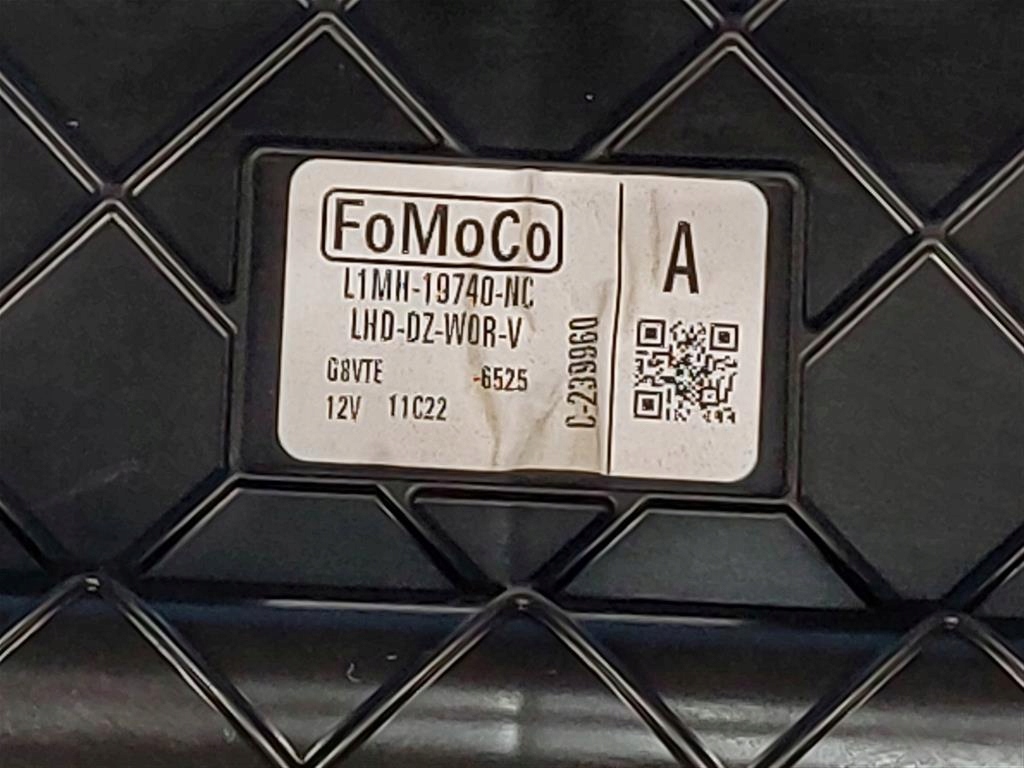 FoMoCo
L1MH-19740-NC
LHD-DZ-WOR-V
G8VTE -6525
12V 11C22
C-239960
A